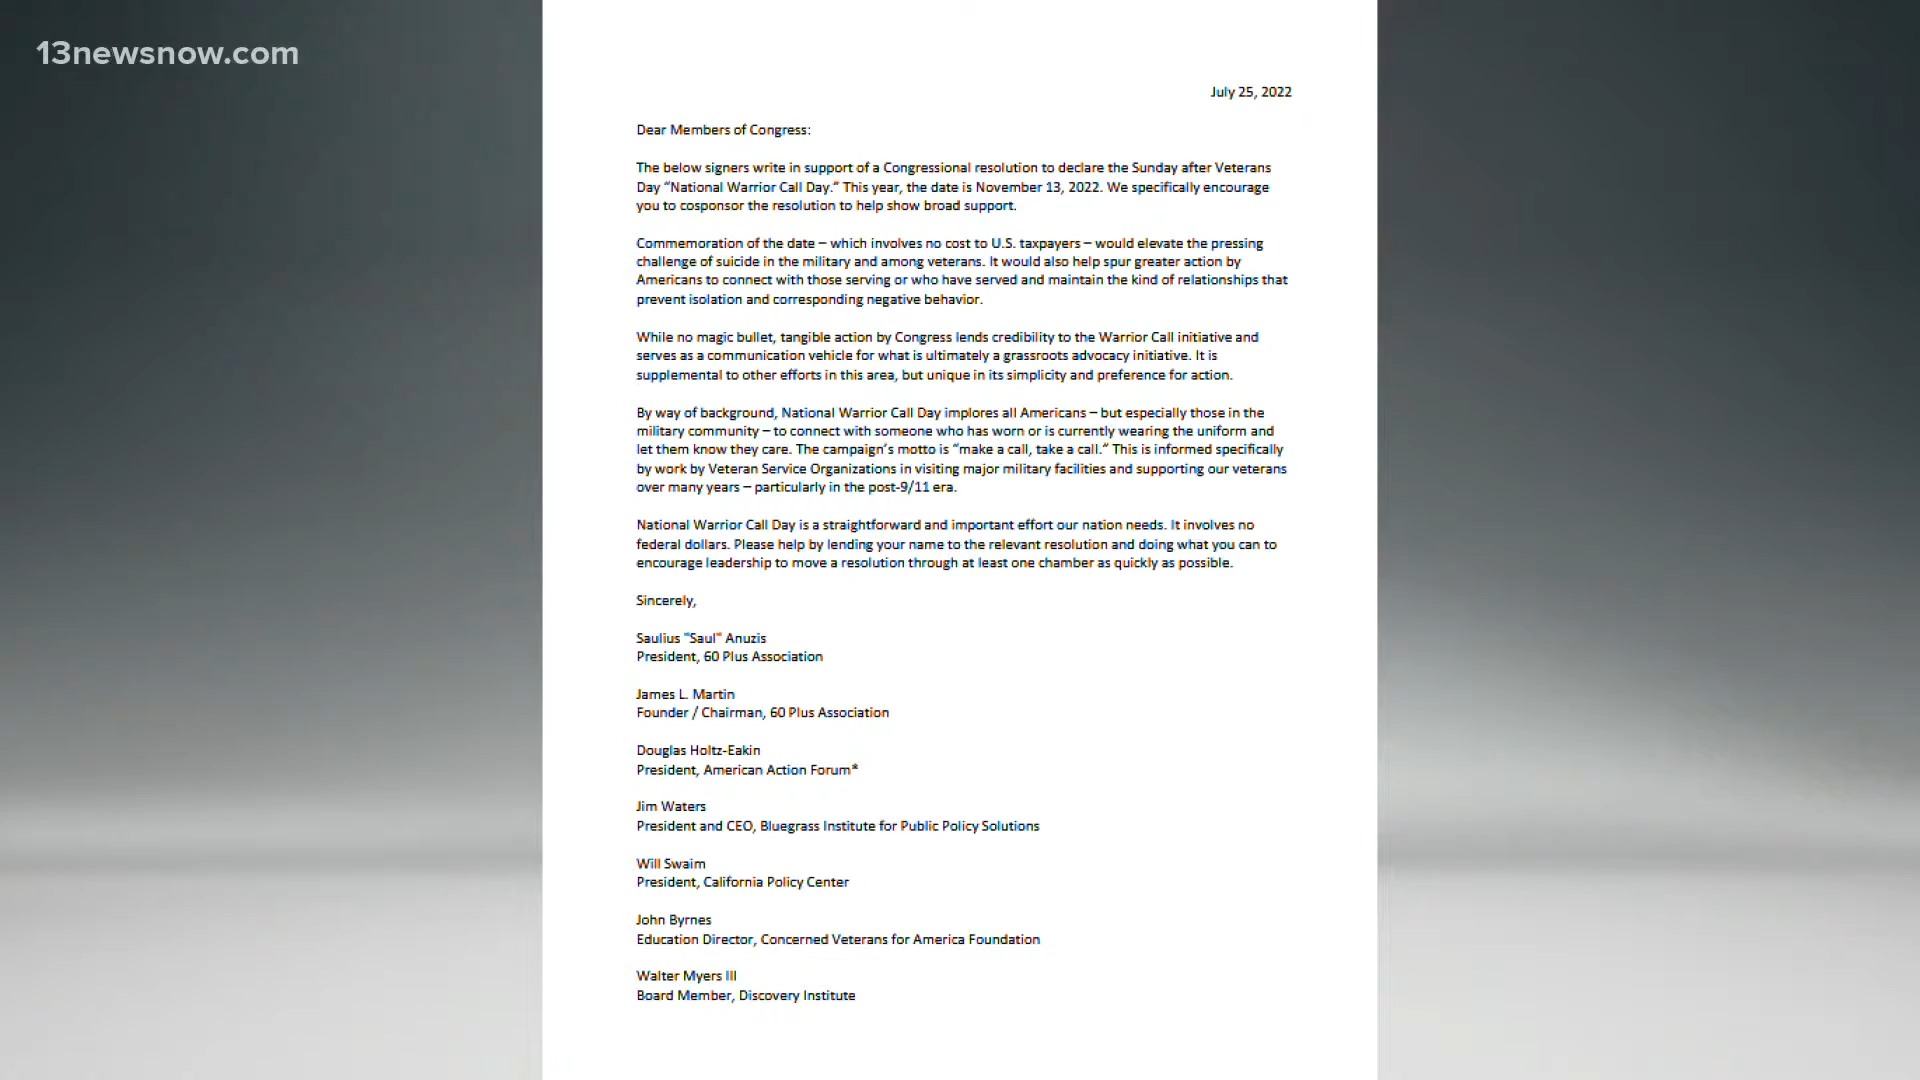 13newsnow.com
July 25, 2022
Dear Members of Congress:
The below signers write in support of a Congressional resolution to declare the Sunday after Veterans
Day “National Warrior Call Day.” This year, the date is November 13, 2022. We specifically encourage
you to cosponsor the resolution to help show broad support.
Commemoration of the date – which involves no cost to U.S. taxpayers – would elevate the pressing
challenge of suicide in the military and among veterans. It would also help spur greater action by
Americans to connect with those serving or who have served and maintain the kind of relationships that
prevent isolation and corresponding negative behavior.
While no magic bullet, tangible action by Congress lends credibility to the Warrior Call initiative and
serves as a communication vehicle for what is ultimately a grassroots advocacy initiative. It is
supplemental to other efforts in this area, but unique in its simplicity and preference for action.
By way of background, National Warrior Call Day implores all Americans – but especially those in the
military community – to connect with someone who has worn or is currently wearing the uniform and
let them know they care. The campaign’s motto is “make a call, take a call.” This is informed specifically
by work by Veteran Service Organizations in visiting major military facilities and supporting our veterans
over many years – particularly in the post-9/11 era.
National Warrior Call Day is a straightforward and important effort our nation needs. It involves no
federal dollars. Please help by lending your name to the relevant resolution and doing what you can to
encourage leadership to move a resolution through at least one chamber as quickly as possible.
Sincerely,
Saulius "Saul" Anuzis
President, 60 Plus Association
James L. Martin
Founder / Chairman, 60 Plus Association
Douglas Holtz-Eakin
President, American Action Forum*
Jim Waters
President and CEO, Bluegrass Institute for Public Policy Solutions
Will Swaim
President, California Policy Center
John Byrnes
Education Director, Concerned Veterans for America Foundation
Walter Myers III
Board Member, Discovery Institute